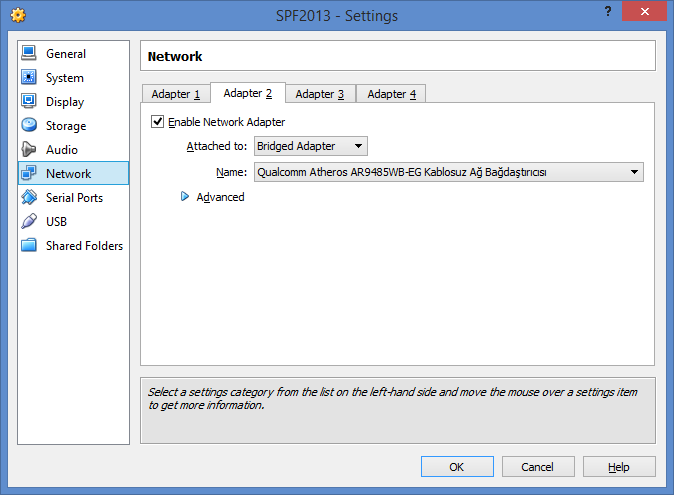 SPF2013 - Settings
?
General
System
Display
Storage
Audio
Network
Serial Ports
USB
Shared Folders
Network
Adapter 1
Adapter 2
Adapter 3
Adapter 4
Enable Network Adapter
Attached to: Bridged Adapter
Name: Qualcomm Atheros AR9485WB-EG Kablosuz Ağ Bağdaştırıcısı
Advanced
Select a settings category from the list on the left-hand side and move the mouse over a settings item
to get more information.
OK
Cancel
Help